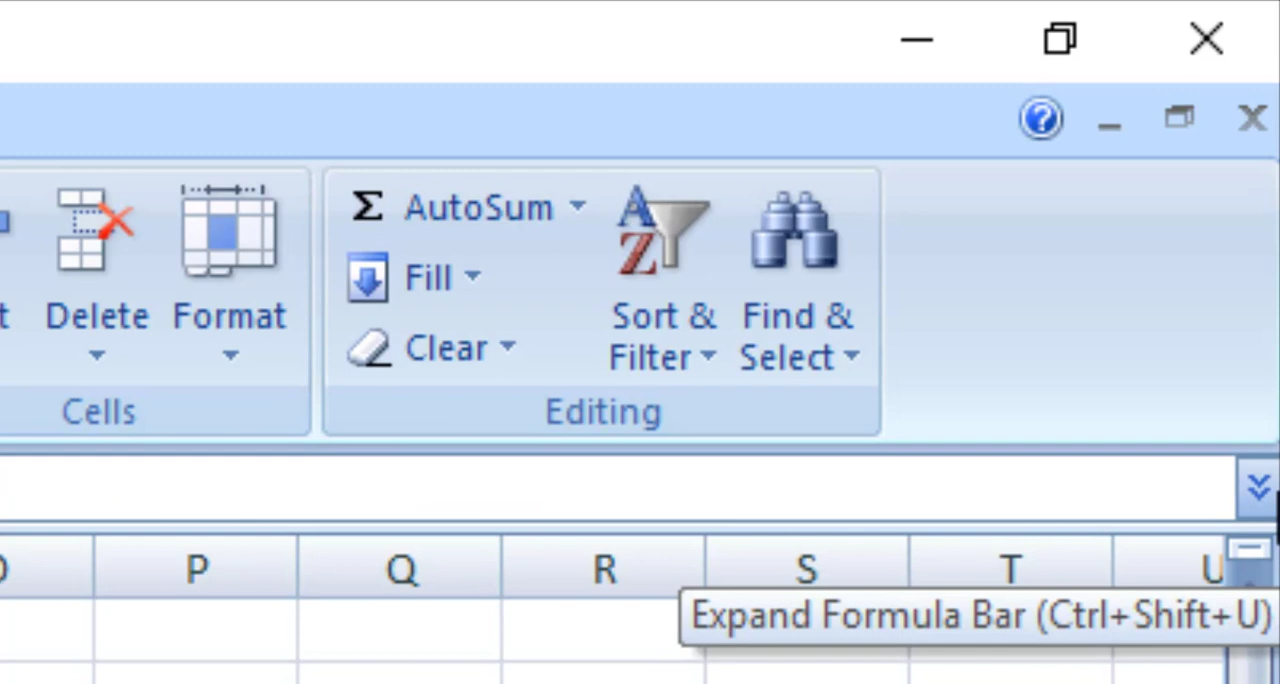 AutoSum
Fill
Clear
Delete
Format
Sort &
Filter
Find &
Select
Cells
Editing
P Q R S T U
Expand Formula Bar (Ctrl+Shift+U)